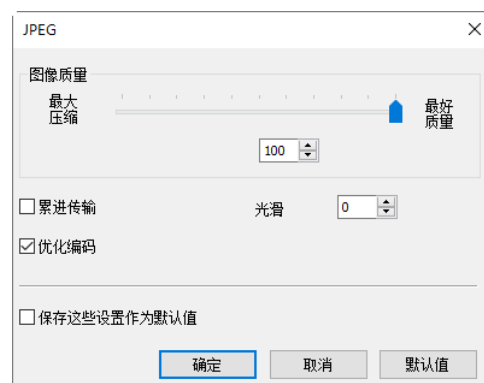 JPEG
图像质量
最大
压缩
最好
质量
100
累进传输
光滑
0
优化编码
保存这些设置作为默认值
确定
取消
默认值